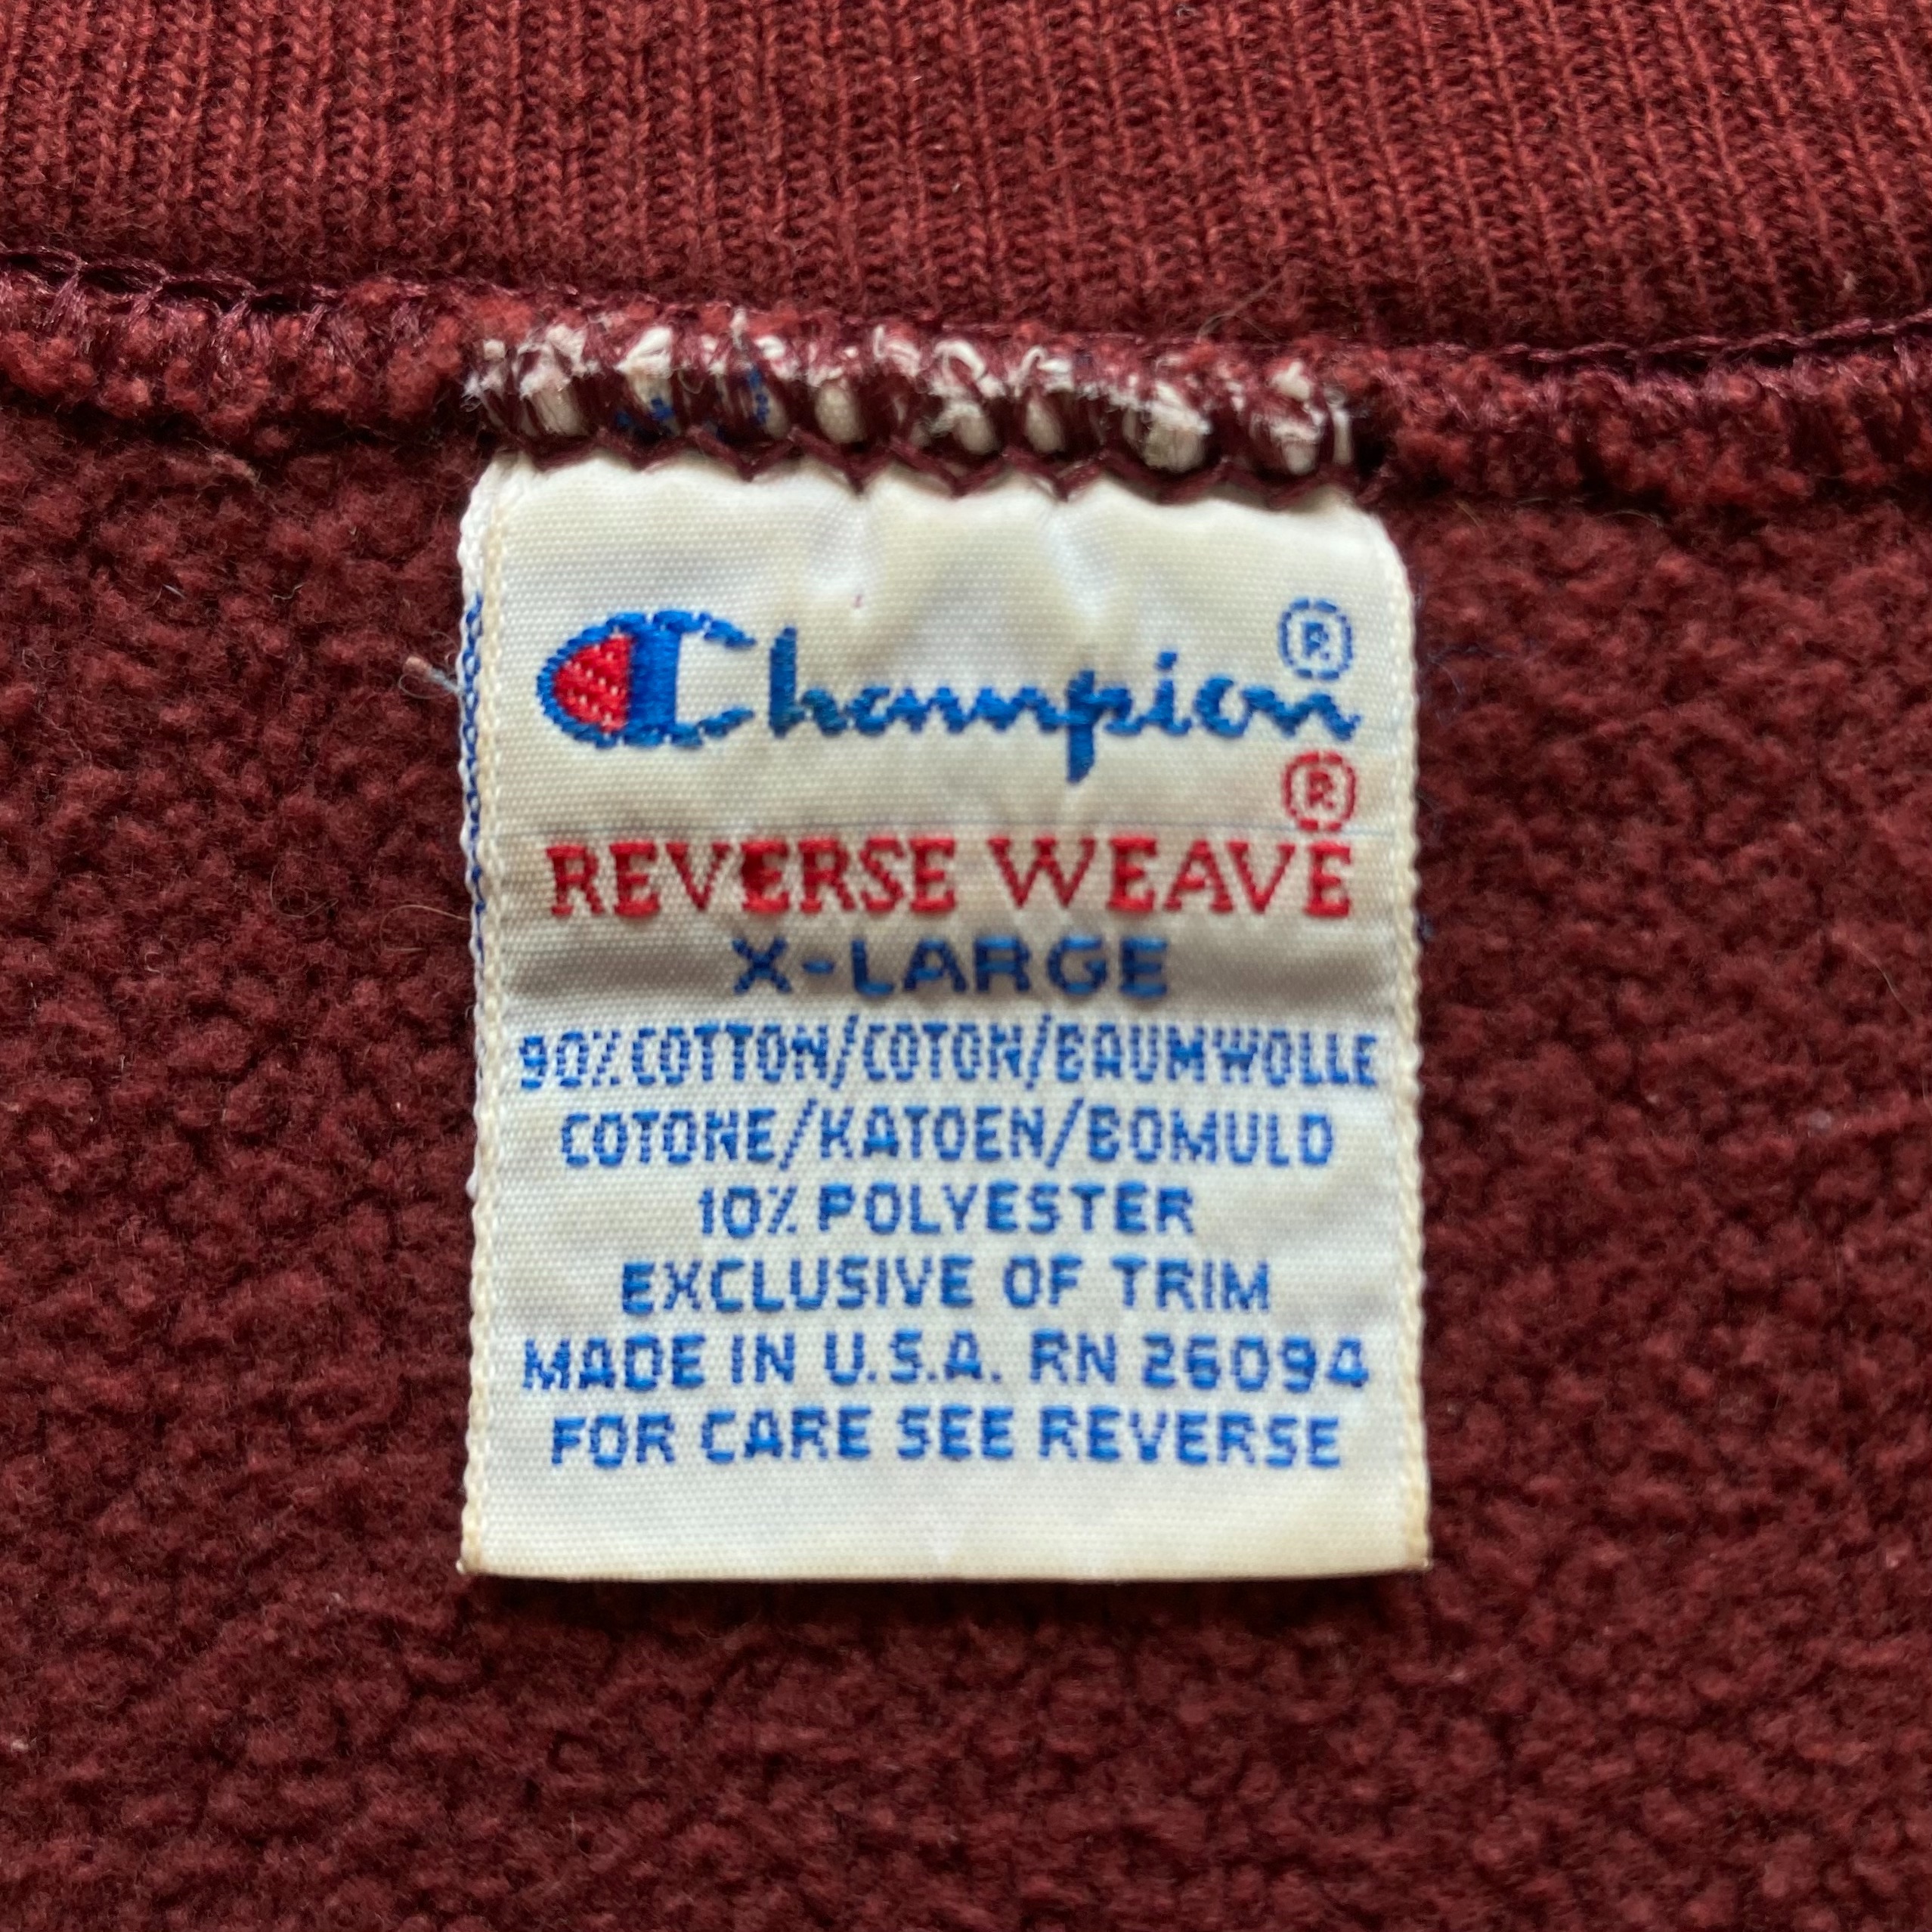 Champion®
®
REVERSE WEAVE
X-LARGE
90% COTTON/COTON/BAUMWOLLE
COTONE/KATOEN/BOMULD
10% POLYESTER
EXCLUSIVE OF TRIM
MADE IN U.S.A. RN 26094
FOR CARE SEE REVERSE